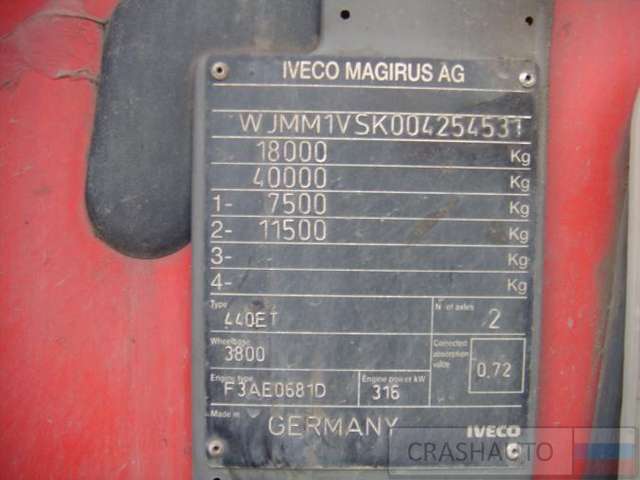 IVECO MAGIRUS AG
WJMM1VSK004254531
18000 Kg
40000 Kg
1- 7500 Kg
2- 11500 Kg
3- Kg
4- Kg
Type
440ET
N° of axles
2
Wheelbase
3800
Corrected absorption value
0.72
Engine type
F3AE0681D
Engine power kW
316
Made in
GERMANY
IVECO
CRASHAUTO